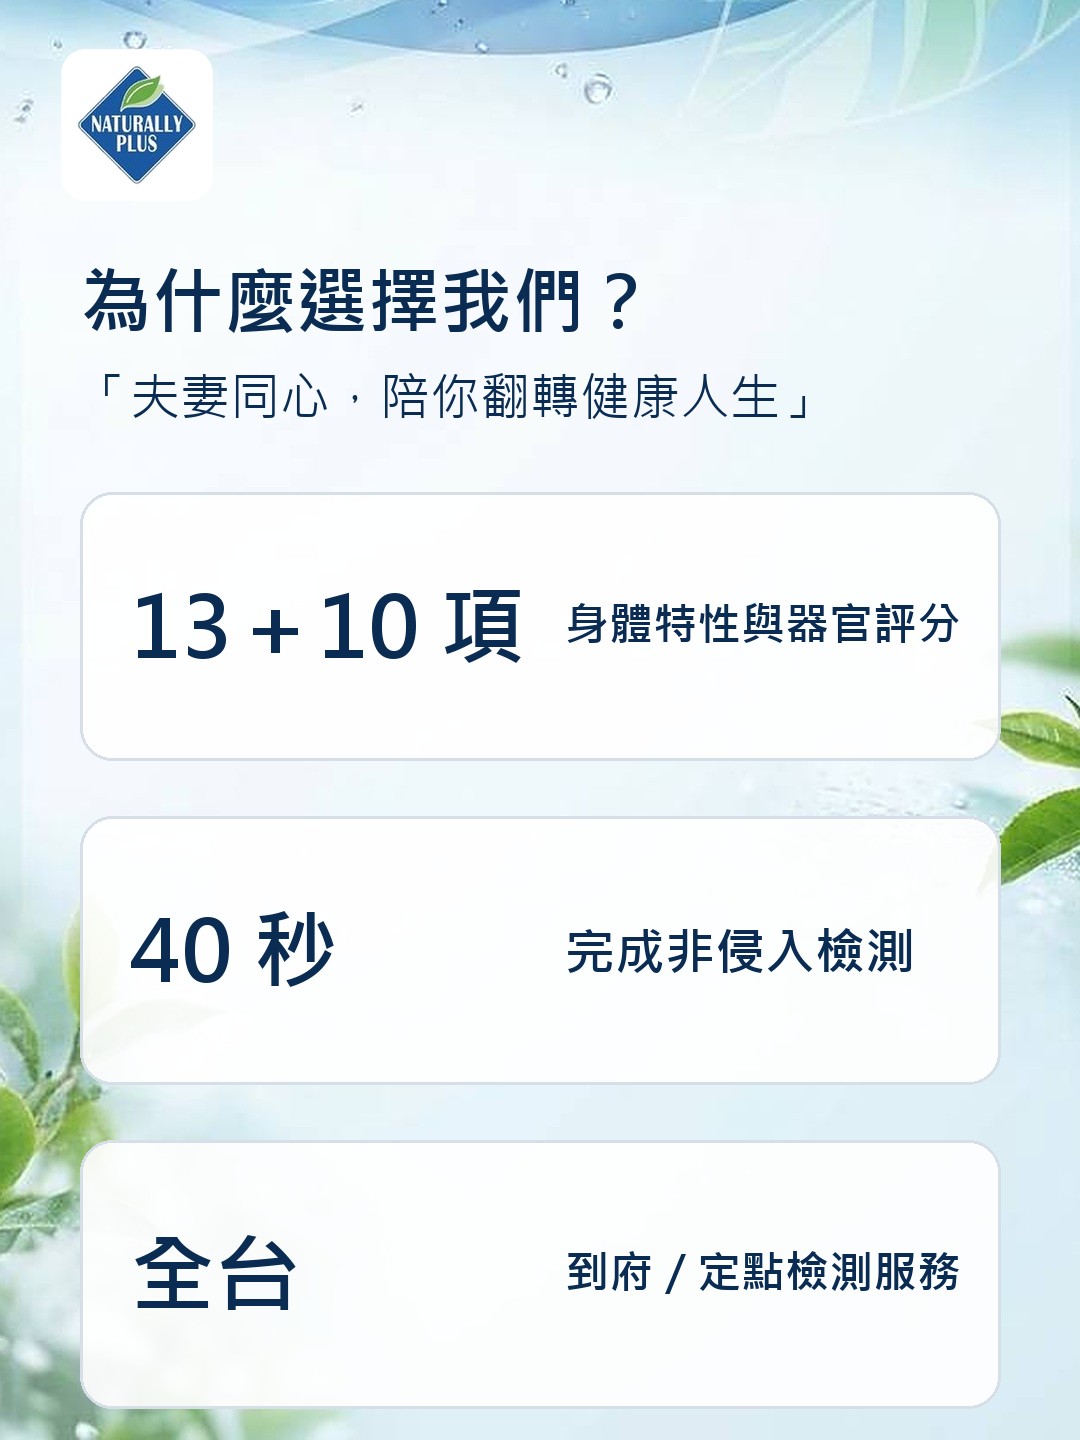 NATURALLY
PLUS
為什麼選擇我們？
「夫妻同心，陪你翻轉健康人生」
13+10 項 身體特性與器官評分
40 秒 完成非侵入檢測
全台 到府 / 定點檢測服務